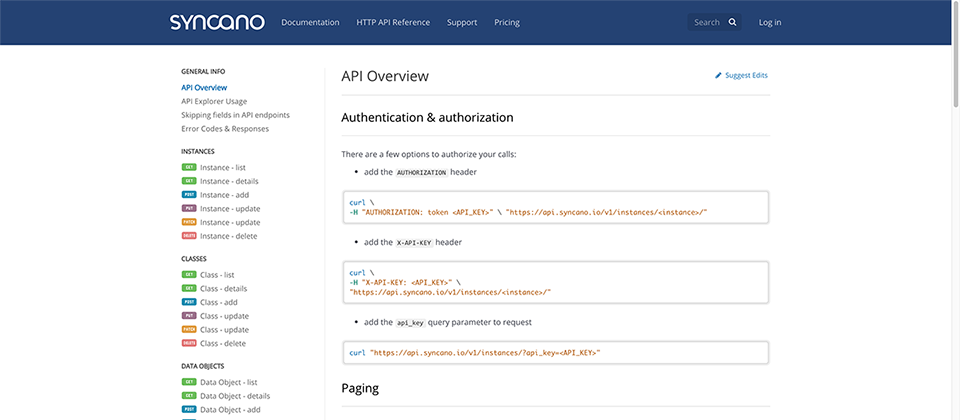 SYNCANO Documentation HTTP API Reference Support Pricing Search Log in
GENERAL INFO
API Overview
API Explorer Usage
Skipping fields in API endpoints
Error Codes & Responses
INSTANCES
GET Instance - list
GET Instance - details
POST Instance - add
PUT Instance - update
PATCH Instance - update
DELETE Instance - delete
CLASSES
GET Class - list
GET Class - details
POST Class - add
PUT Class - update
PATCH Class - update
DELETE Class - delete
DATA OBJECTS
GET Data Object - list
GET Data Object - details
POST Data Object - add
API Overview
Suggest Edits
Authentication & authorization
There are a few options to authorize your calls:
• add the AUTHORIZATION header
curl \
-H "AUTHORIZATION: token <API_KEY>" \ "https://api.syncano.io/v1/instances/<instance>/"
• add the X-API-KEY header
curl \
-H "X-API-KEY: <API_KEY>" \
"https://api.syncano.io/v1/instances/<instance>/"
• add the api_key query parameter to request
curl "https://api.syncano.io/v1/instances/?api_key=<API_KEY>"
Paging